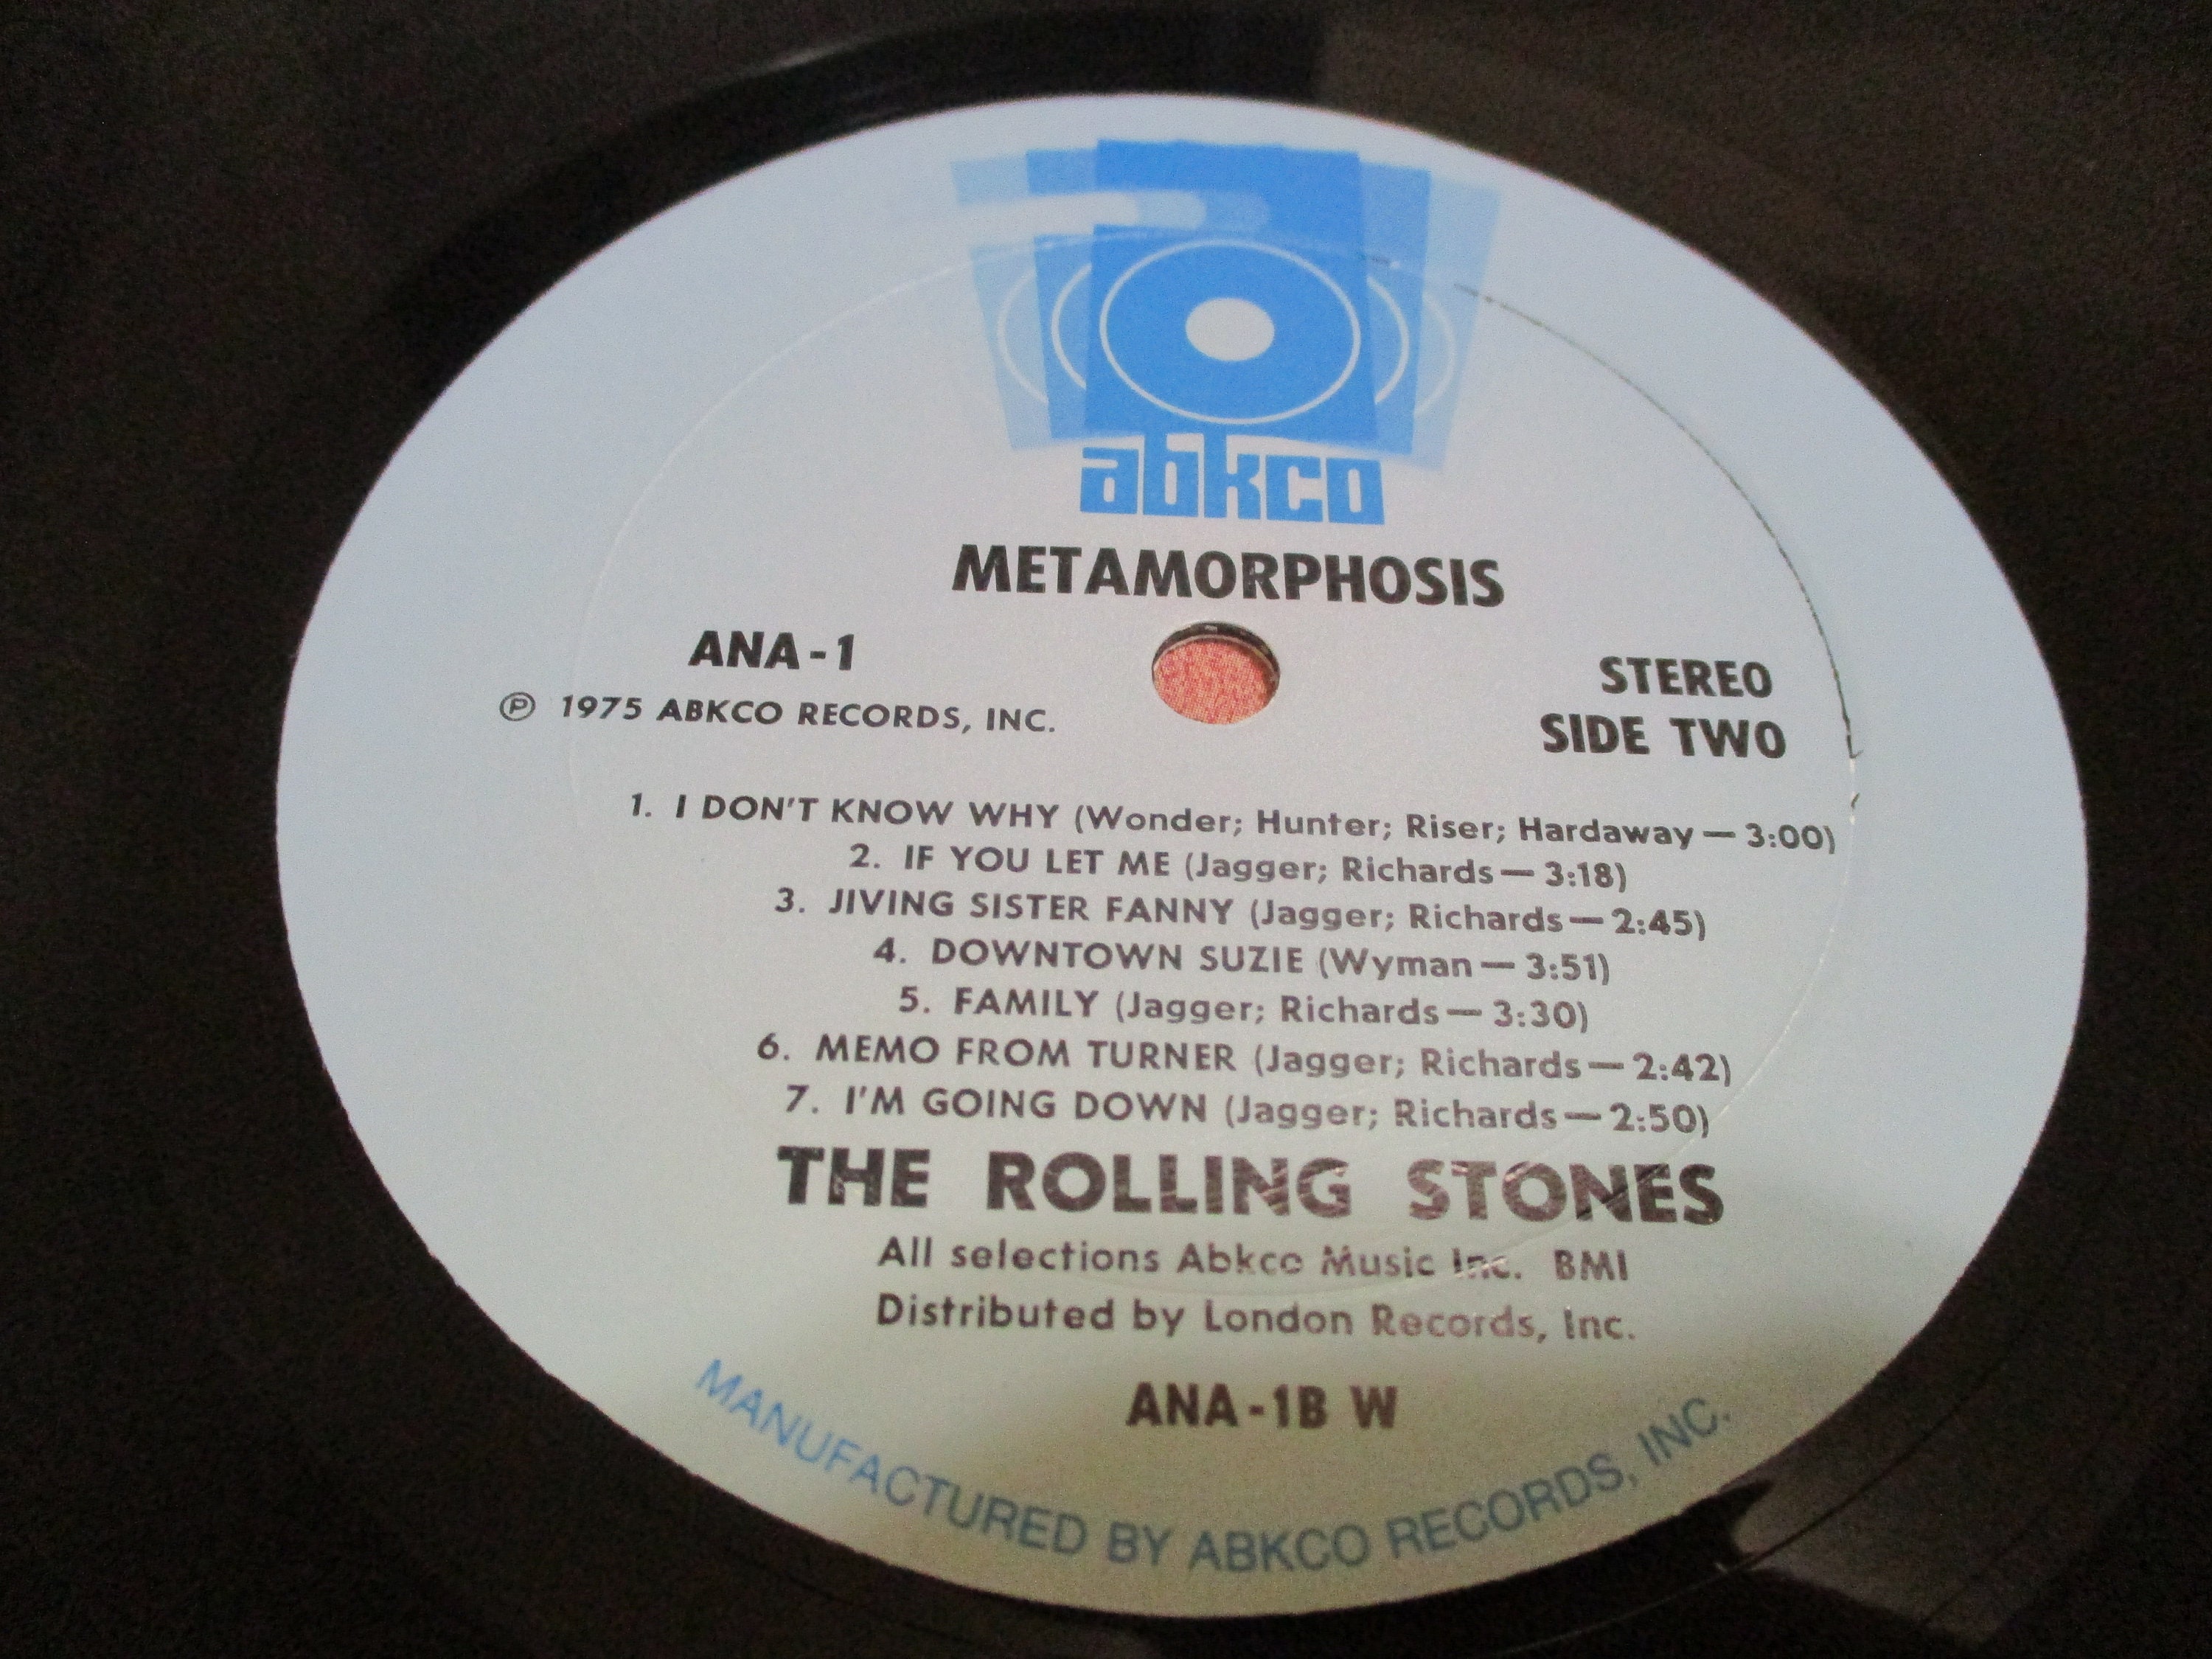 abkco
METAMORPHOSIS
ANA-1
℗ 1975 ABKCO RECORDS, INC.
STEREO
SIDE TWO
1. I DON'T KNOW WHY (Wonder; Hunter; Riser; Hardaway — 3:00)
2. IF YOU LET ME (Jagger; Richards — 3:18)
3. JIVING SISTER FANNY (Jagger; Richards — 2:45)
4. DOWNTOWN SUZIE (Wyman — 3:51)
5. FAMILY (Jagger; Richards — 3:30)
6. MEMO FROM TURNER (Jagger; Richards — 2:42)
7. I'M GOING DOWN (Jagger; Richards — 2:50)
THE ROLLING STONES
All selections Abkco Music Inc. BMI
Distributed by London Records, Inc.
ANA-1B W
MANUFACTURED BY ABKCO RECORDS, INC.